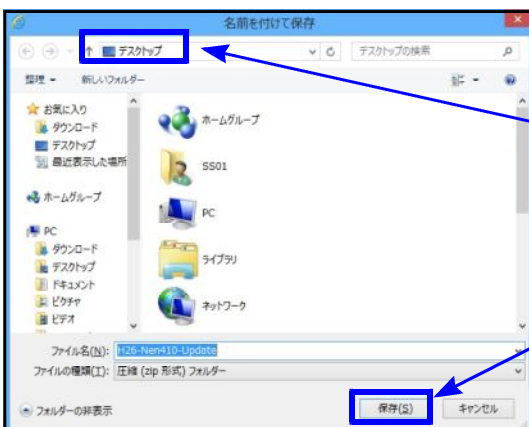 名前を付けて保存
デスクトップ
デスクトップの検索
整理 新しいフォルダー
お気に入り
ダウンロード
デスクトップ
最近表示した場所
ホームグループ
PC
ダウンロード
デスクトップ
ドキュメント
ピクチャ
ビデオ
ホームグループ
SS01
PC
ライブラリ
ネットワーク
ファイル名(N): H26-Nen410-Update
ファイルの種類(T): 圧縮 (zip 形式) フォルダー
フォルダーの非表示 保存(S) キャンセル